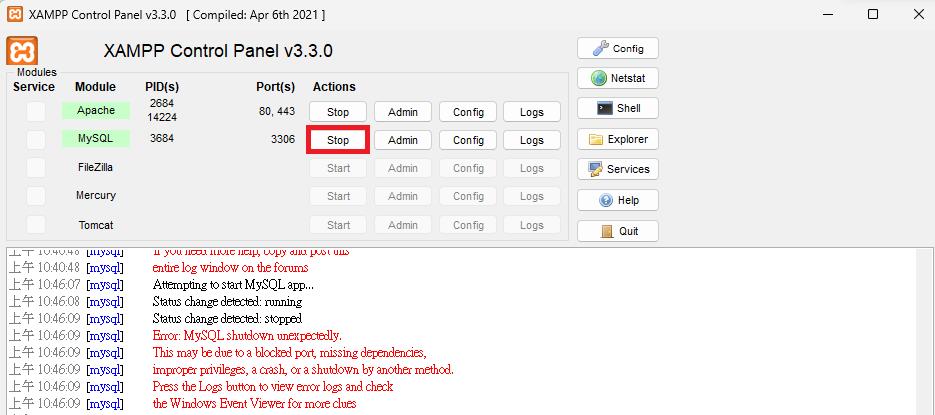 XAMPP Control Panel v3.3.0 [ Compiled: Apr 6th 2021 ]
XAMPP Control Panel v3.3.0
Modules
Service Module PID(s) Port(s) Actions
Apache 2684 14224 80, 443 Stop Admin Config Logs
MySQL 3684 3306 Stop Admin Config Logs
FileZilla Start Admin Config Logs
Mercury Start Admin Config Logs
Tomcat Start Admin Config Logs
Config
Netstat
Shell
Explorer
Services
Help
Quit
上午 10:40:48 [mysql] If you need more help, copy and post this
上午 10:40:48 [mysql] entire log window on the forums
上午 10:46:07 [mysql] Attempting to start MySQL app...
上午 10:46:08 [mysql] Status change detected: running
上午 10:46:09 [mysql] Status change detected: stopped
上午 10:46:09 [mysql] Error: MySQL shutdown unexpectedly.
上午 10:46:09 [mysql] This may be due to a blocked port, missing dependencies,
上午 10:46:09 [mysql] improper privileges, a crash, or a shutdown by another method.
上午 10:46:09 [mysql] Press the Logs button to view error logs and check
上午 10:46:09 [mysql] the Windows Event Viewer for more clues